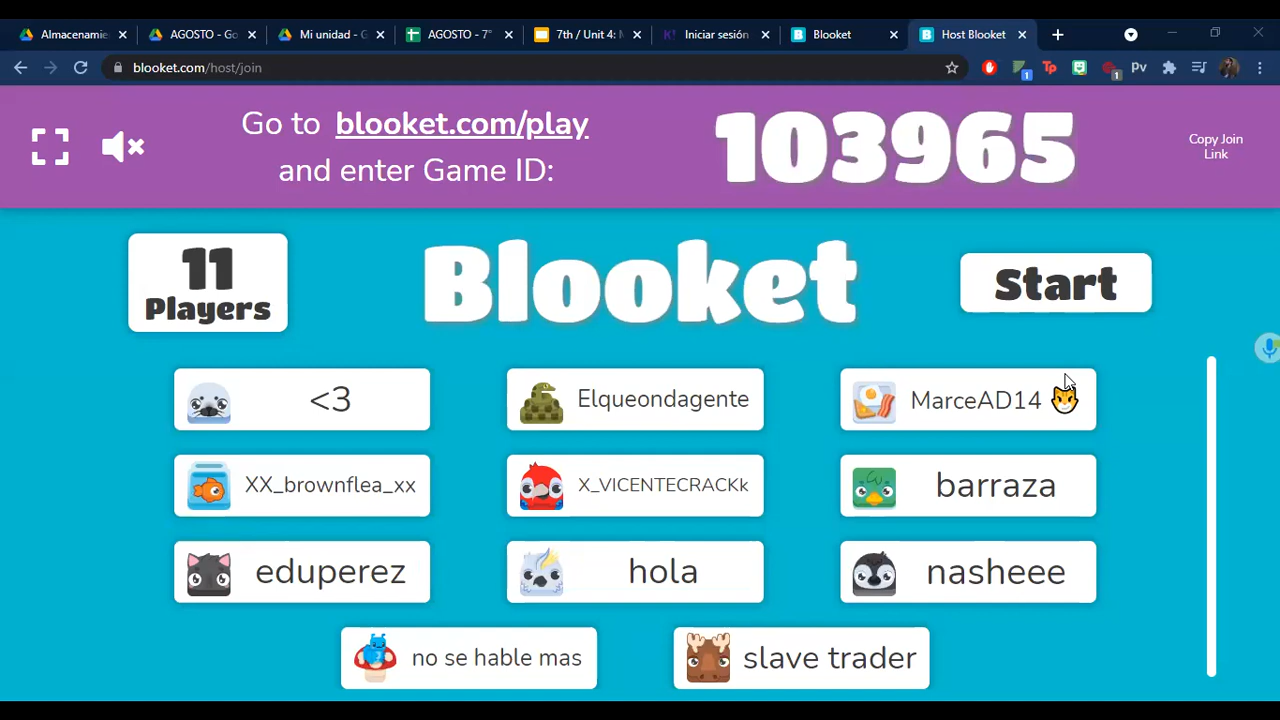 Almacenamie
AGOSTO - Go
Mi unidad - G
AGOSTO - 7°
7th / Unit 4: M
Iniciar sesión
Blooket
Host Blooket
blooket.com/host/join
1
1
Go to blooket.com/play
and enter Game ID:
103965
Copy Join
Link
11
Players
Blooket
Start
<3
Elqueondagente
MarceAD14 🐯
XX_brownflea_xx
X_VICENTECRACKk
barraza
eduperez
hola
nasheee
no se hable mas
slave trader